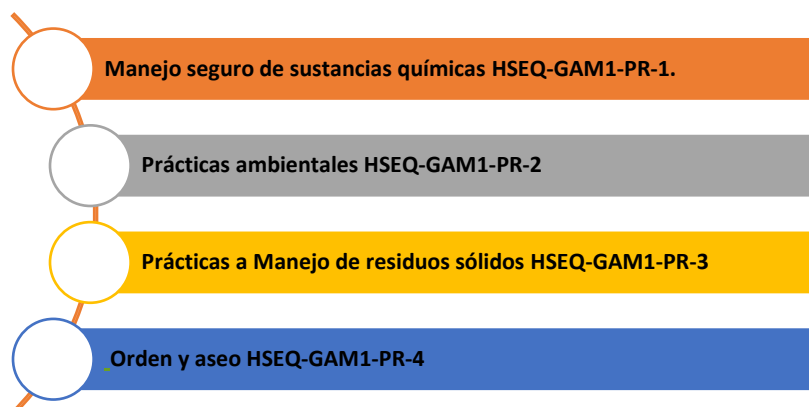 Manejo seguro de sustancias químicas HSEQ-GAM1-PR-1.
Prácticas ambientales HSEQ-GAM1-PR-2
Prácticas a Manejo de residuos sólidos HSEQ-GAM1-PR-3
Orden y aseo HSEQ-GAM1-PR-4